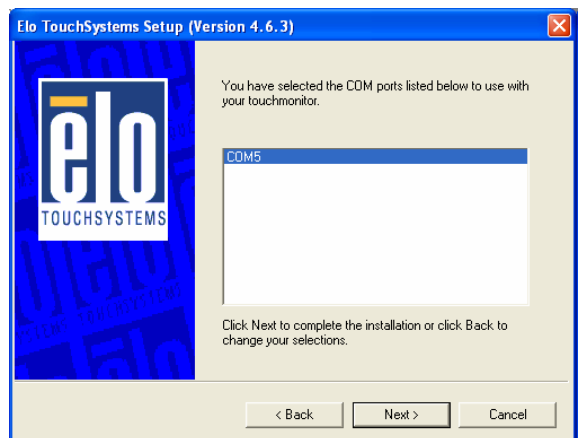 Elo TouchSystems Setup (Version 4.6.3)
You have selected the COM ports listed below to use with
your touchmonitor.
COM5
elo
TOUCHSYSTEMS
Click Next to complete the installation or click Back to
change your selections.
< Back
Next >
Cancel